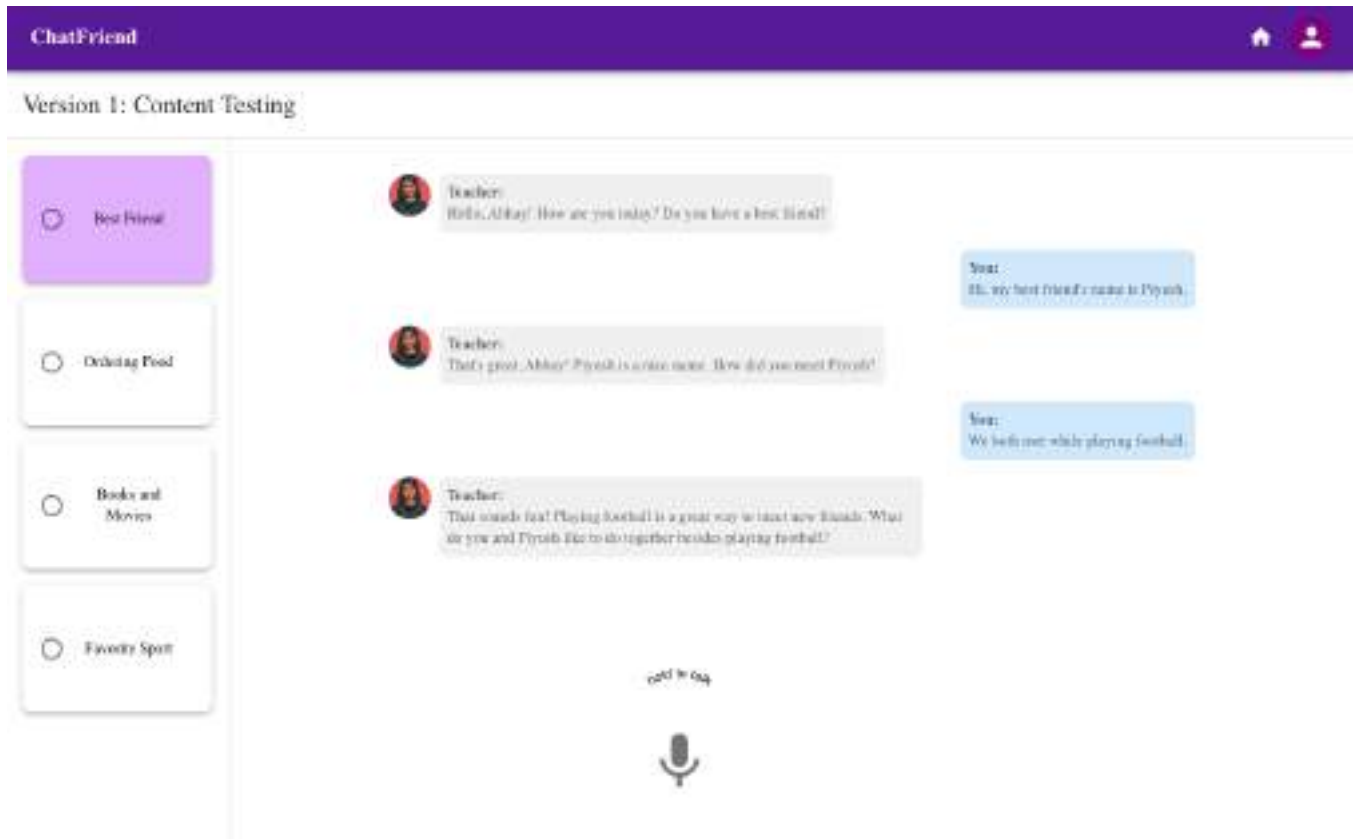 ChatFriend
Version 1: Content Testing
Best Friend
Ordering Food
Books and
Movies
Favorite Sport
Teacher:
Hello, Abhay! How are you today? Do you have a best friend?
You:
Hi, my best friend's name is Piyush.
Teacher:
That's great, Abhay! Piyush is a nice name. How did you meet Piyush?
You:
We both met while playing football.
Teacher:
That sounds fun! Playing football is a great way to meet new friends. What
do you and Piyush like to do together besides playing football?